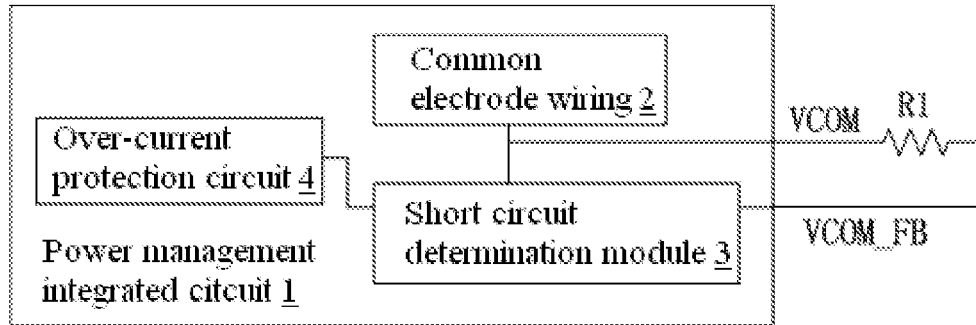 Common
electrode wiring 2
VCOM
R1
Over-current
protection circuit 4
Short circuit
determination module 3
VCOM_FB
Power management
integrated citcuit 1